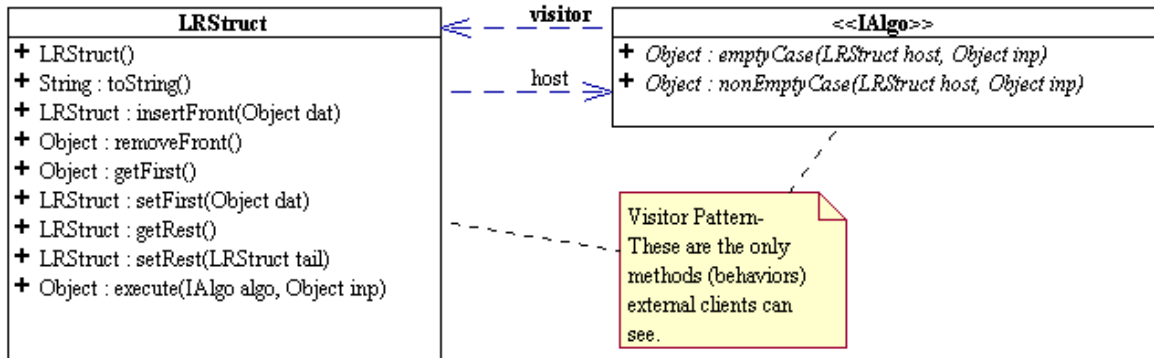 LRStruct
+ LRStruct()
+ String : toString()
+ LRStruct : insertFront(Object dat)
+ Object : removeFront()
+ Object : getFirst()
+ LRStruct : setFirst(Object dat)
+ LRStruct : getRest()
+ LRStruct : setRest(LRStruct tail)
+ Object : execute(IAlgo algo, Object inp)
visitor
host
<<IAlgo>>
+ Object : emptyCase(LRStruct host, Object inp)
+ Object : nonEmptyCase(LRStruct host, Object inp)
Visitor Pattern-
These are the only
methods (behaviors)
external clients can
see.